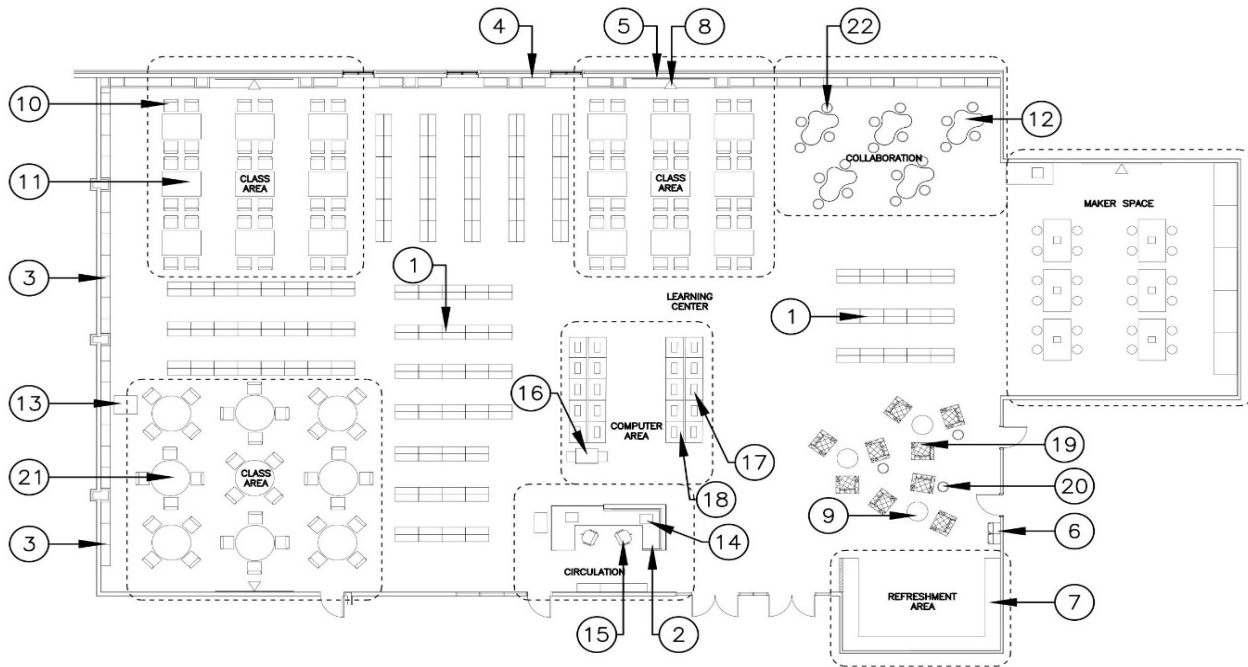 4
5
8
22
10
12
COLLABORATION
11
CLASS
AREA
CLASS
AREA
MAKER SPACE
3
1
LEARNING
CENTER
1
13
16
COMPUTER
AREA
19
21
CLASS
AREA
17
18
20
9
3
14
6
CIRCULATION
REFRESHMENT
AREA
7
15
2